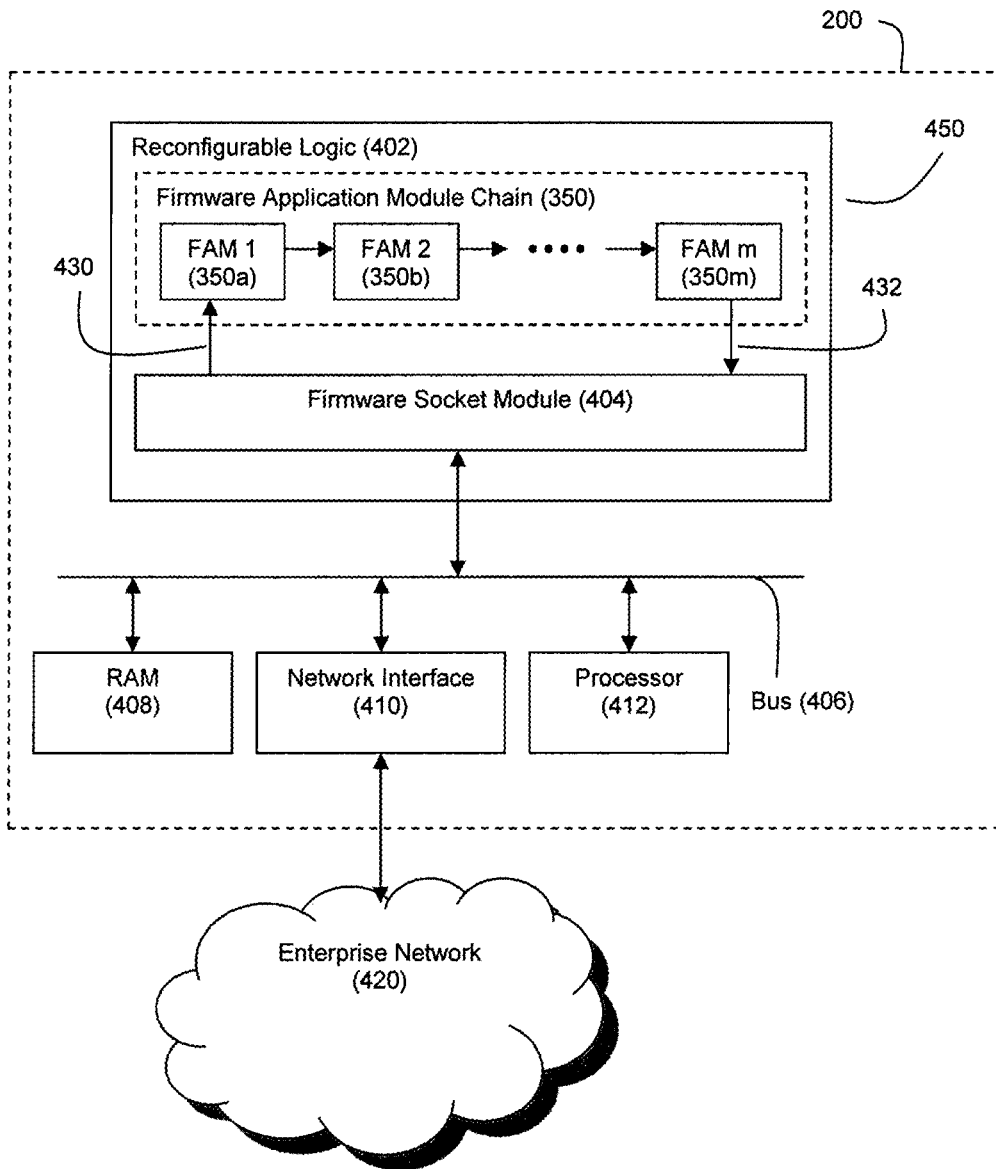 200
450
Reconfigurable Logic (402)
Firmware Application Module Chain (350)
FAM 1
(350a)
FAM 2
(350b)
FAM m
(350m)
430
432
Firmware Socket Module (404)
RAM
(408)
Network Interface
(410)
Processor
(412)
Bus (406)
Enterprise Network
(420)